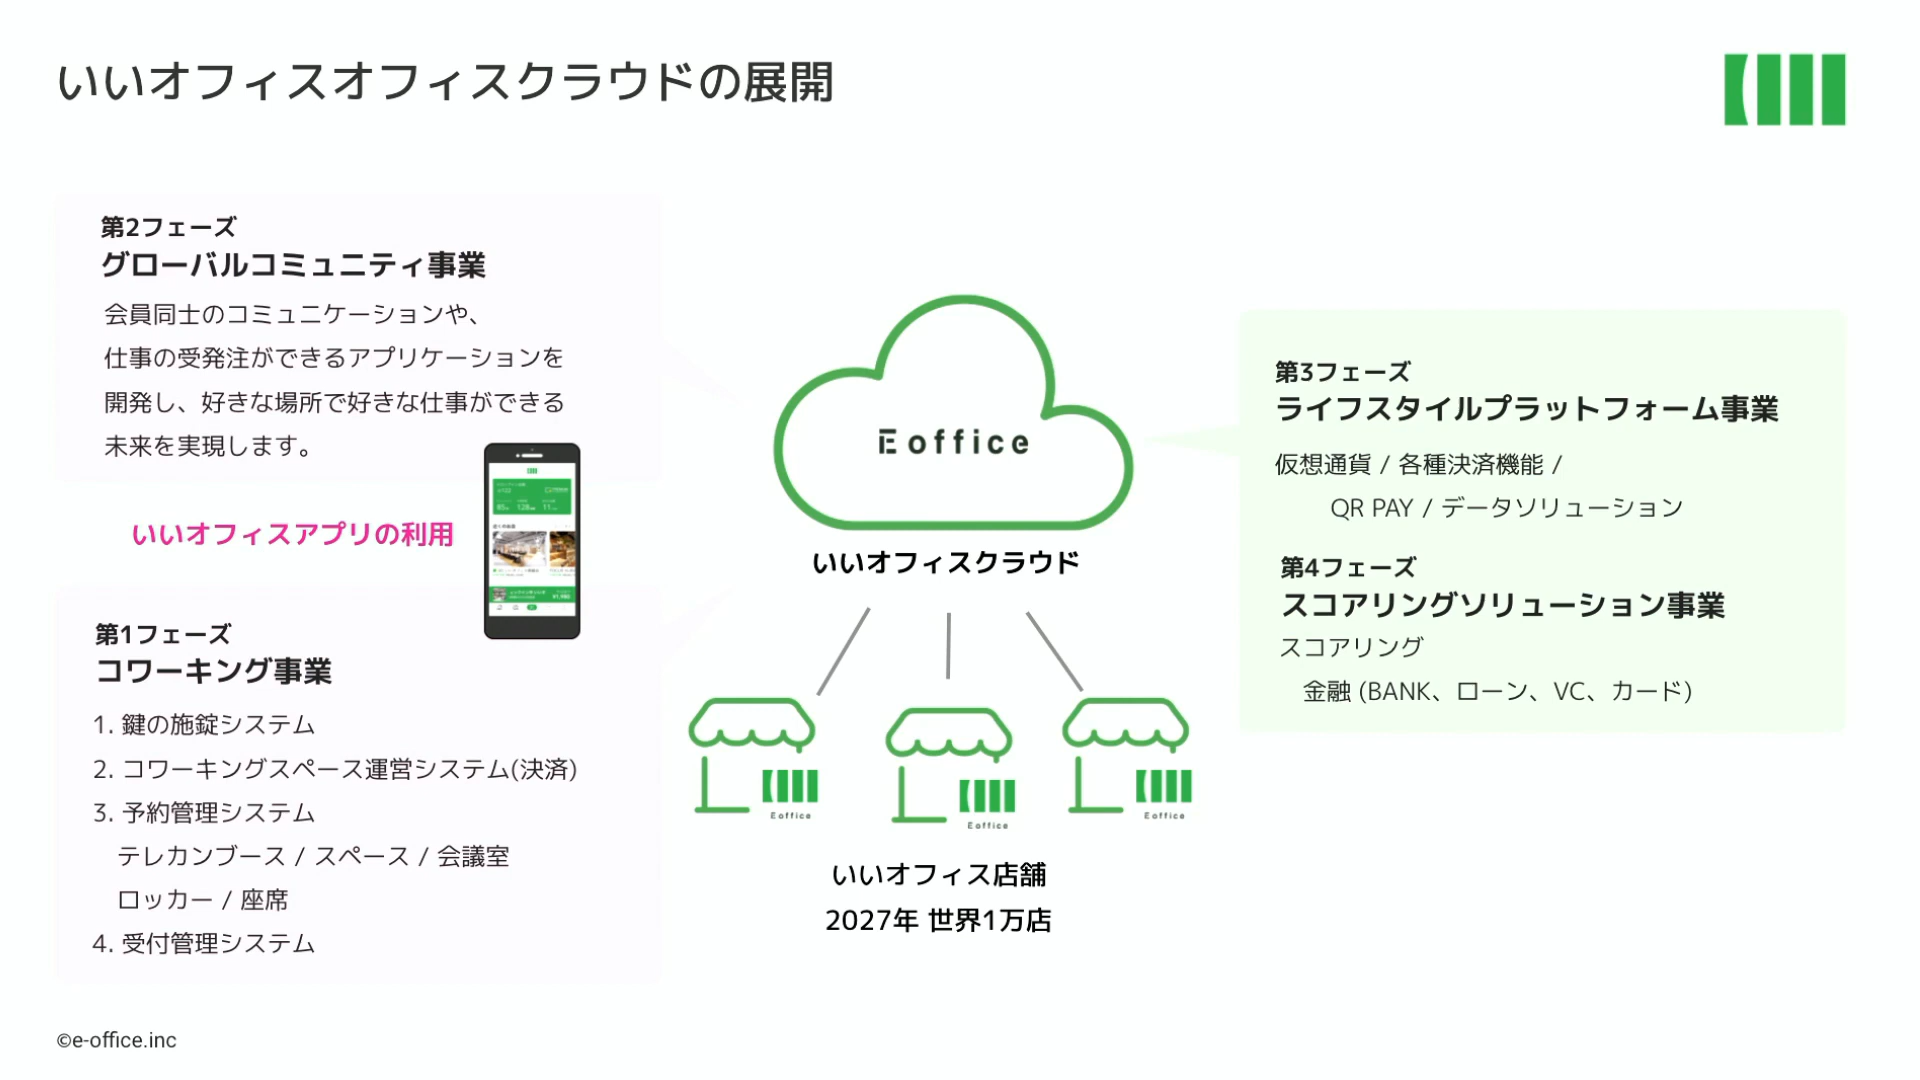 いいオフィスオフィスクラウドの展開
第2フェーズ
グローバルコミュニティ事業
会員同士のコミュニケーションや、
仕事の受発注ができるアプリケーションを
開発し、好きな場所で好きな仕事ができる
未来を実現します。
いいオフィスアプリの利用
第1フェーズ
コワーキング事業
1. 鍵の施錠システム
2. コワーキングスペース運営システム(決済)
3. 予約管理システム
テレカンブース / スペース / 会議室
ロッカー / 座席
4. 受付管理システム
E office
いいオフィスクラウド
E office
E office
E office
いいオフィス店舗
2027年 世界1万店
第3フェーズ
ライフスタイルプラットフォーム事業
仮想通貨 / 各種決済機能 /
QR PAY / データソリューション
第4フェーズ
スコアリングソリューション事業
スコアリング
金融 (BANK、ローン、VC、カード)
©e-office.inc